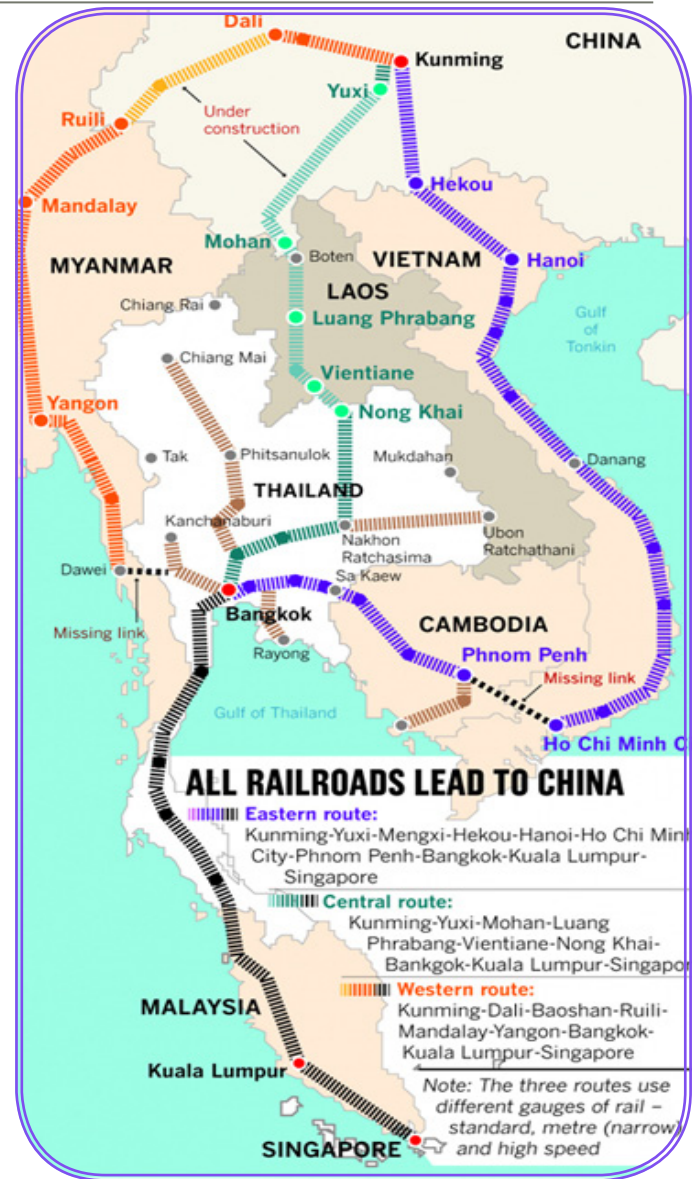 Dali
CHINA
Kunming
Yuxi
Under
construction
Ruili
Hekou
Mandalay
Mohan
Boten
VIETNAM
Hanoi
MYANMAR
LAOS
Chiang Rai
Luang Phrabang
Gulf
of
Tonkin
Chiang Mai
Vientiane
Yangon
Nong Khai
Tak
Phitsanulok
Mukdahan
Danang
THAILAND
Kanchanaburi
Nakhon
Ratchasima
Ubon
Ratchathani
Dawei
Sa Kaew
Bangkok
CAMBODIA
Missing link
Rayong
Phnom Penh
Missing link
Gulf of Thailand
Ho Chi Minh C
ALL RAILROADS LEAD TO CHINA
Eastern route:
Kunming-Yuxi-Mengxi-Hekou-Hanoi-Ho Chi Minh
City-Phnom Penh-Bangkok-Kuala Lumpur-
Singapore
Central route:
Kunming-Yuxi-Mohan-Luang
Phrabang-Vientiane-Nong Khai-
Bankgok-Kuala Lumpur-Singapor
Western route:
Kunming-Dali-Baoshan-Ruili-
Mandalay-Yangon-Bangkok-
Kuala Lumpur-Singapore
MALAYSIA
Kuala Lumpur
Note: The three routes use
different gauges of rail –
standard, metre (narrow)
and high speed
SINGAPORE